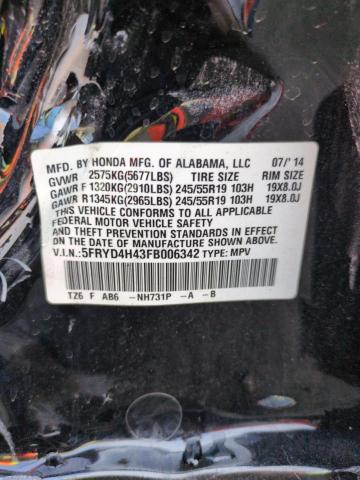 MFD. BY HONDA MFG. OF ALABAMA, LLC 07/'14
GVWR 2575KG(5677LBS) TIRE SIZE RIM SIZE
GAWR F 1320KG(2910LBS) 245/55R19 103H 19X8.0J
GAWR R1345KG(2965LBS) 245/55R19 103H 19X8.0J
THIS VEHICLE CONFORMS TO ALL APPLICABLE
FEDERAL MOTOR VEHICLE SAFETY, BUMPER,
AND THEFT PREVENTION STANDARDS IN EFFECT
ON THE DATE OF MANUFACTURE SHOWN ABOVE.
V.I.N.:5FRYD4H43FB006342 TYPE: MPV
TZ6 F AB6 -NH731P -A -B